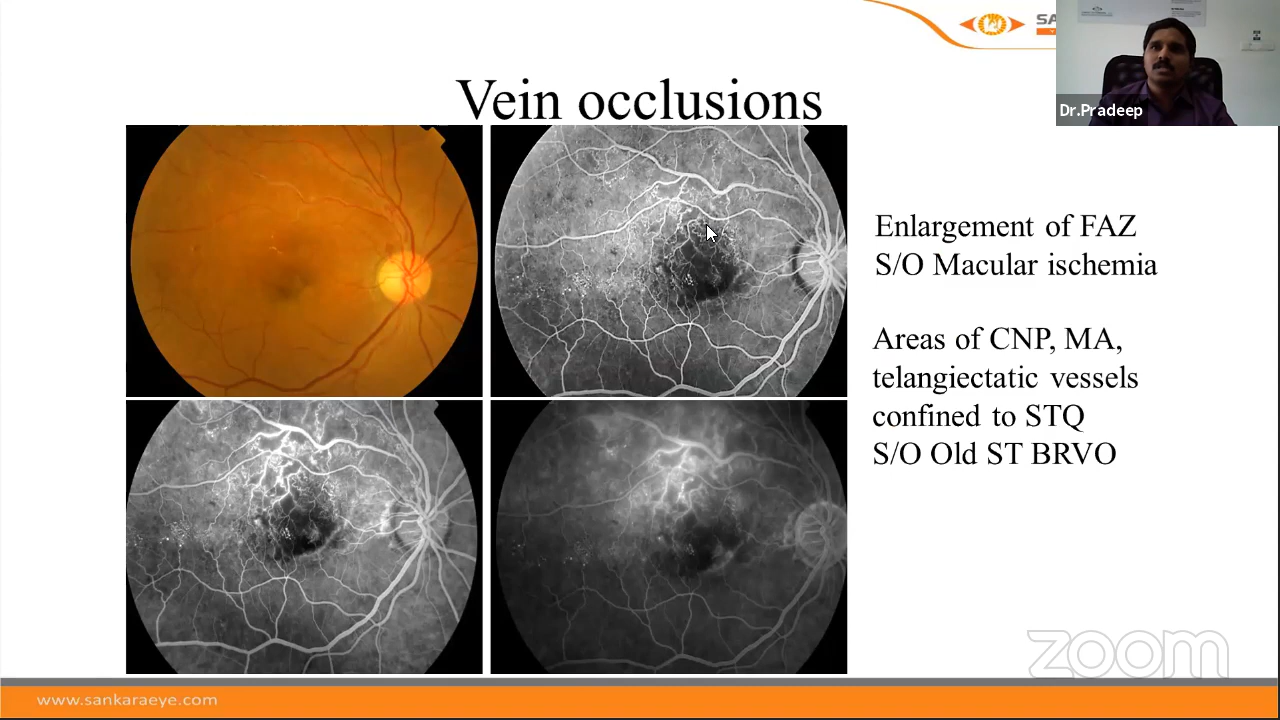 SA
Dr.Pradeep
Vein occlusions
Enlargement of FAZ
S/O Macular ischemia
Areas of CNP, MA,
telangiectatic vessels
confined to STQ
S/O Old ST BRVO
zoom
www.sankaraeye.com